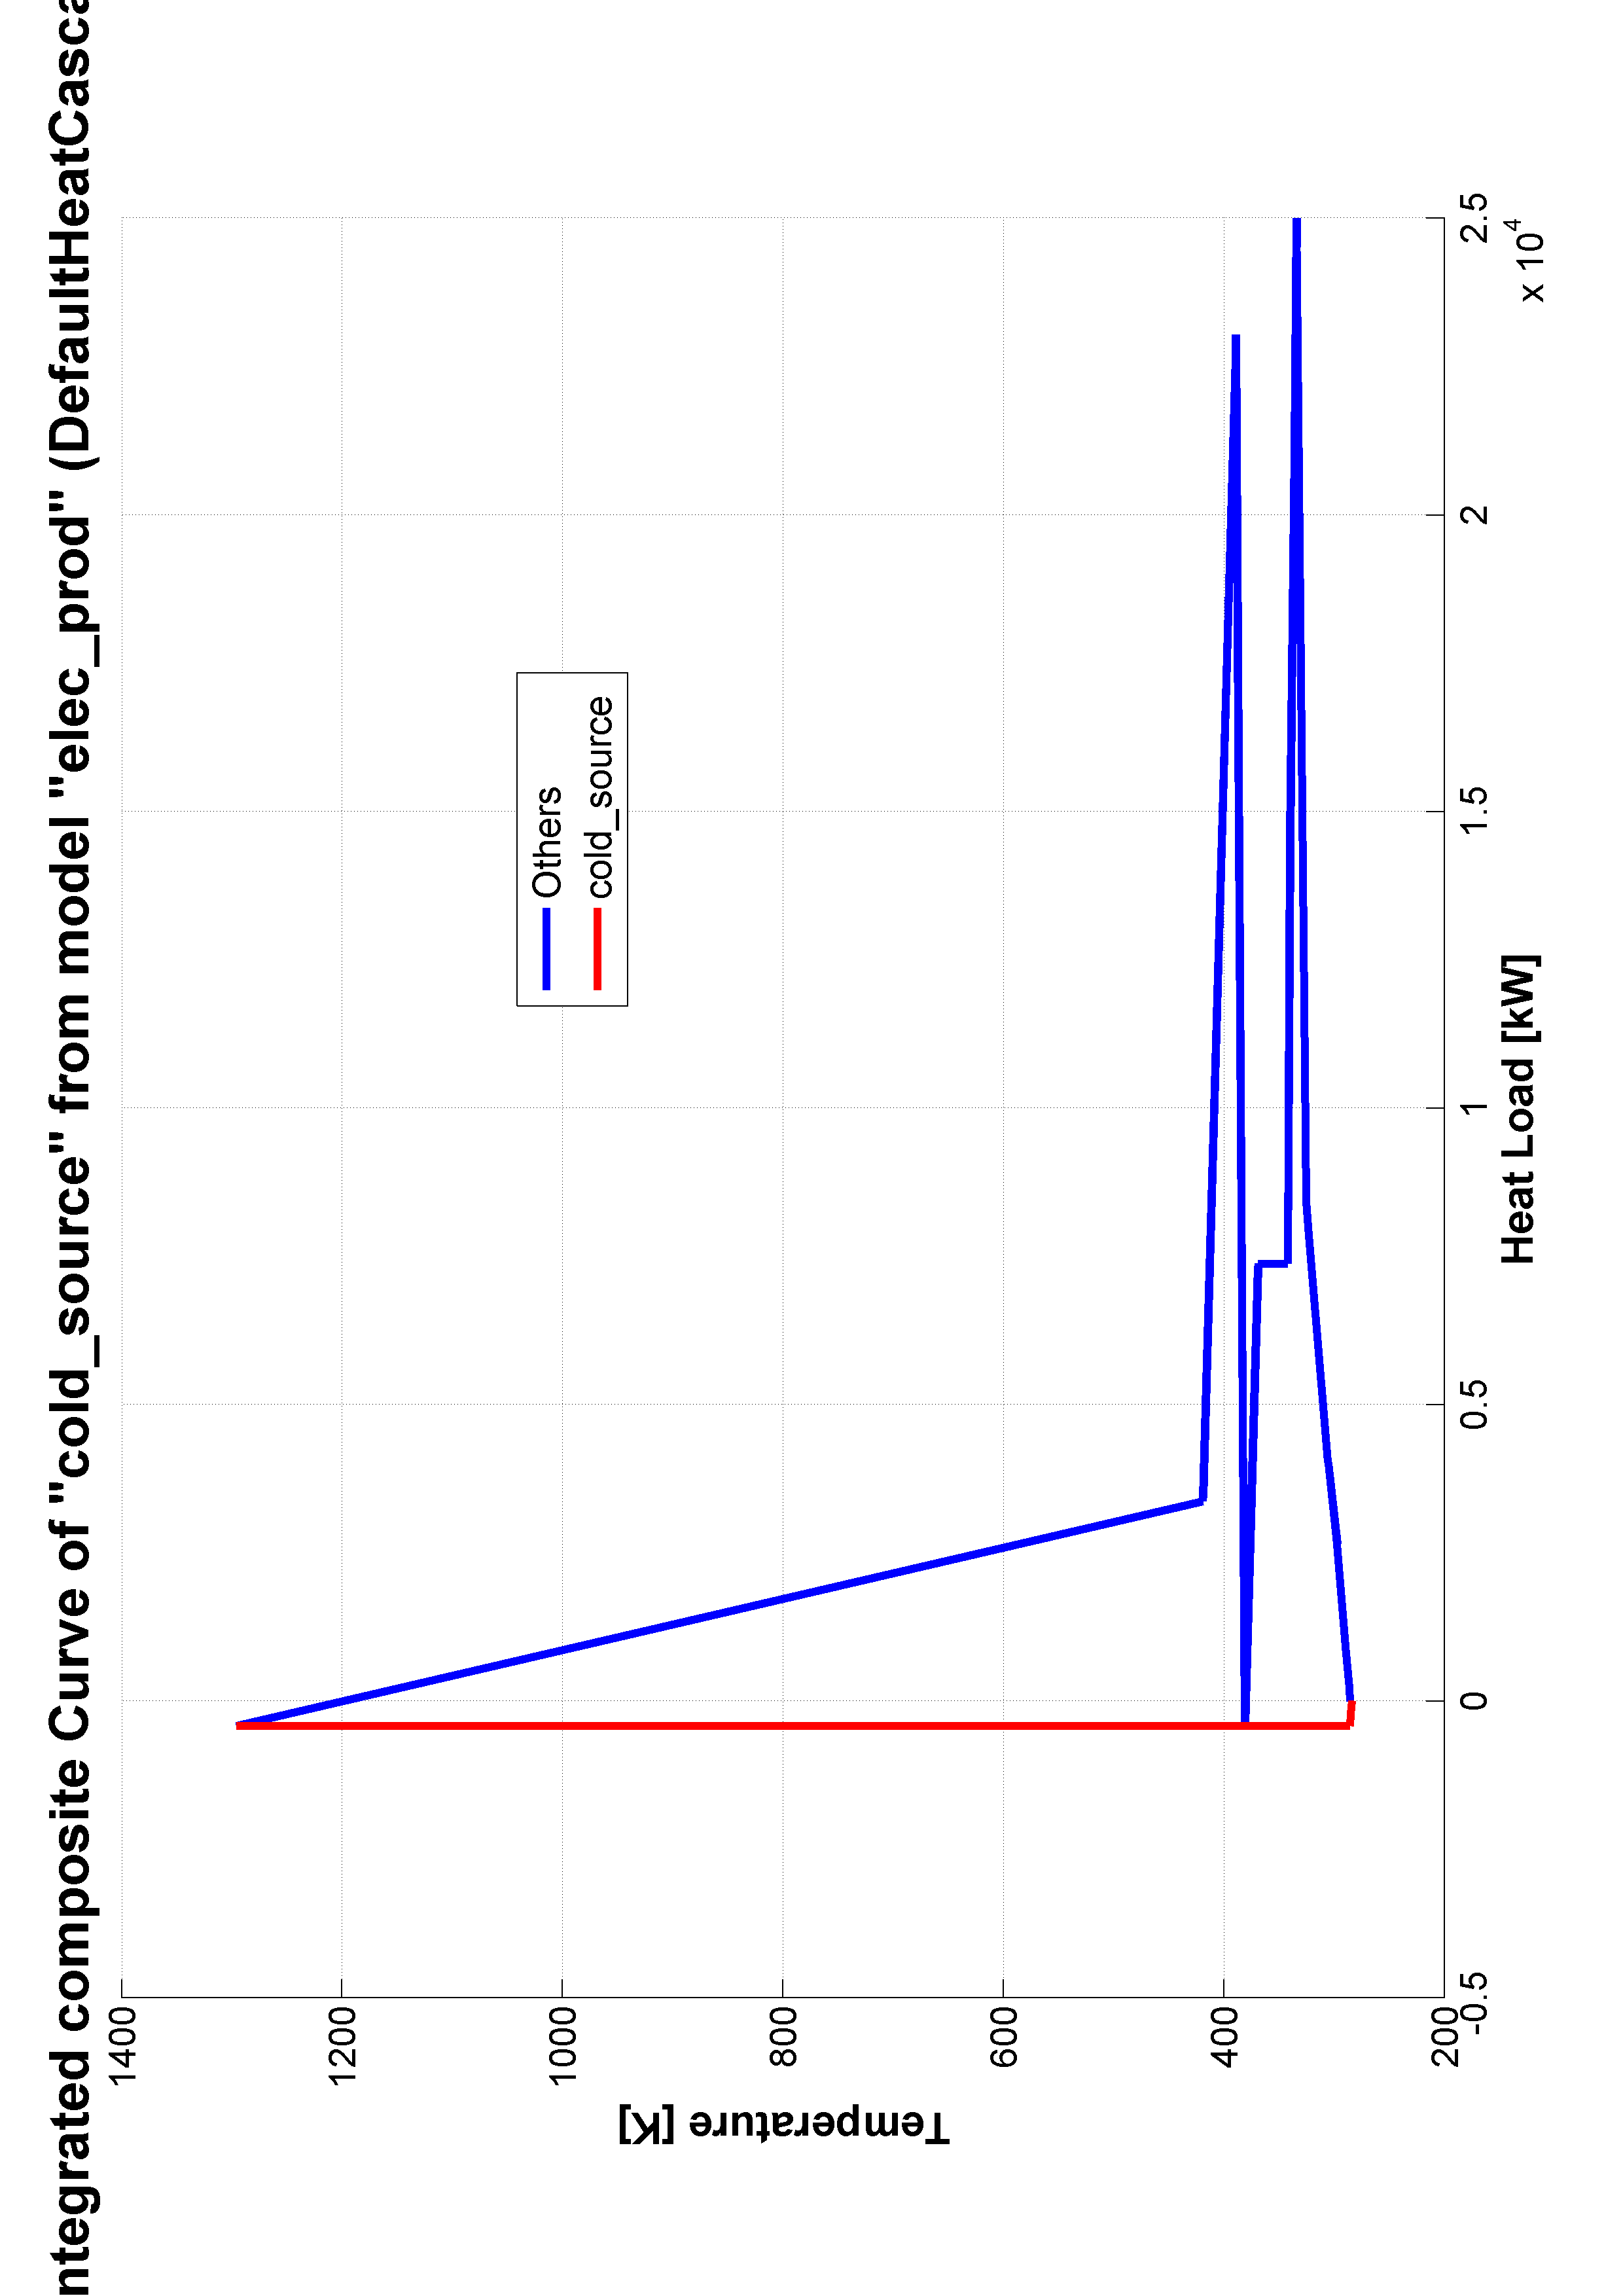 ntegrated composite Curve of "cold_source" from model "elec_prod" (DefaultHeatCasca
1400
1200
1000
800
600
400
200
Temperature [K]
Others
cold_source
-0.5
0
0.5
1
1.5
2
2.5
x 10^4
Heat Load [kW]